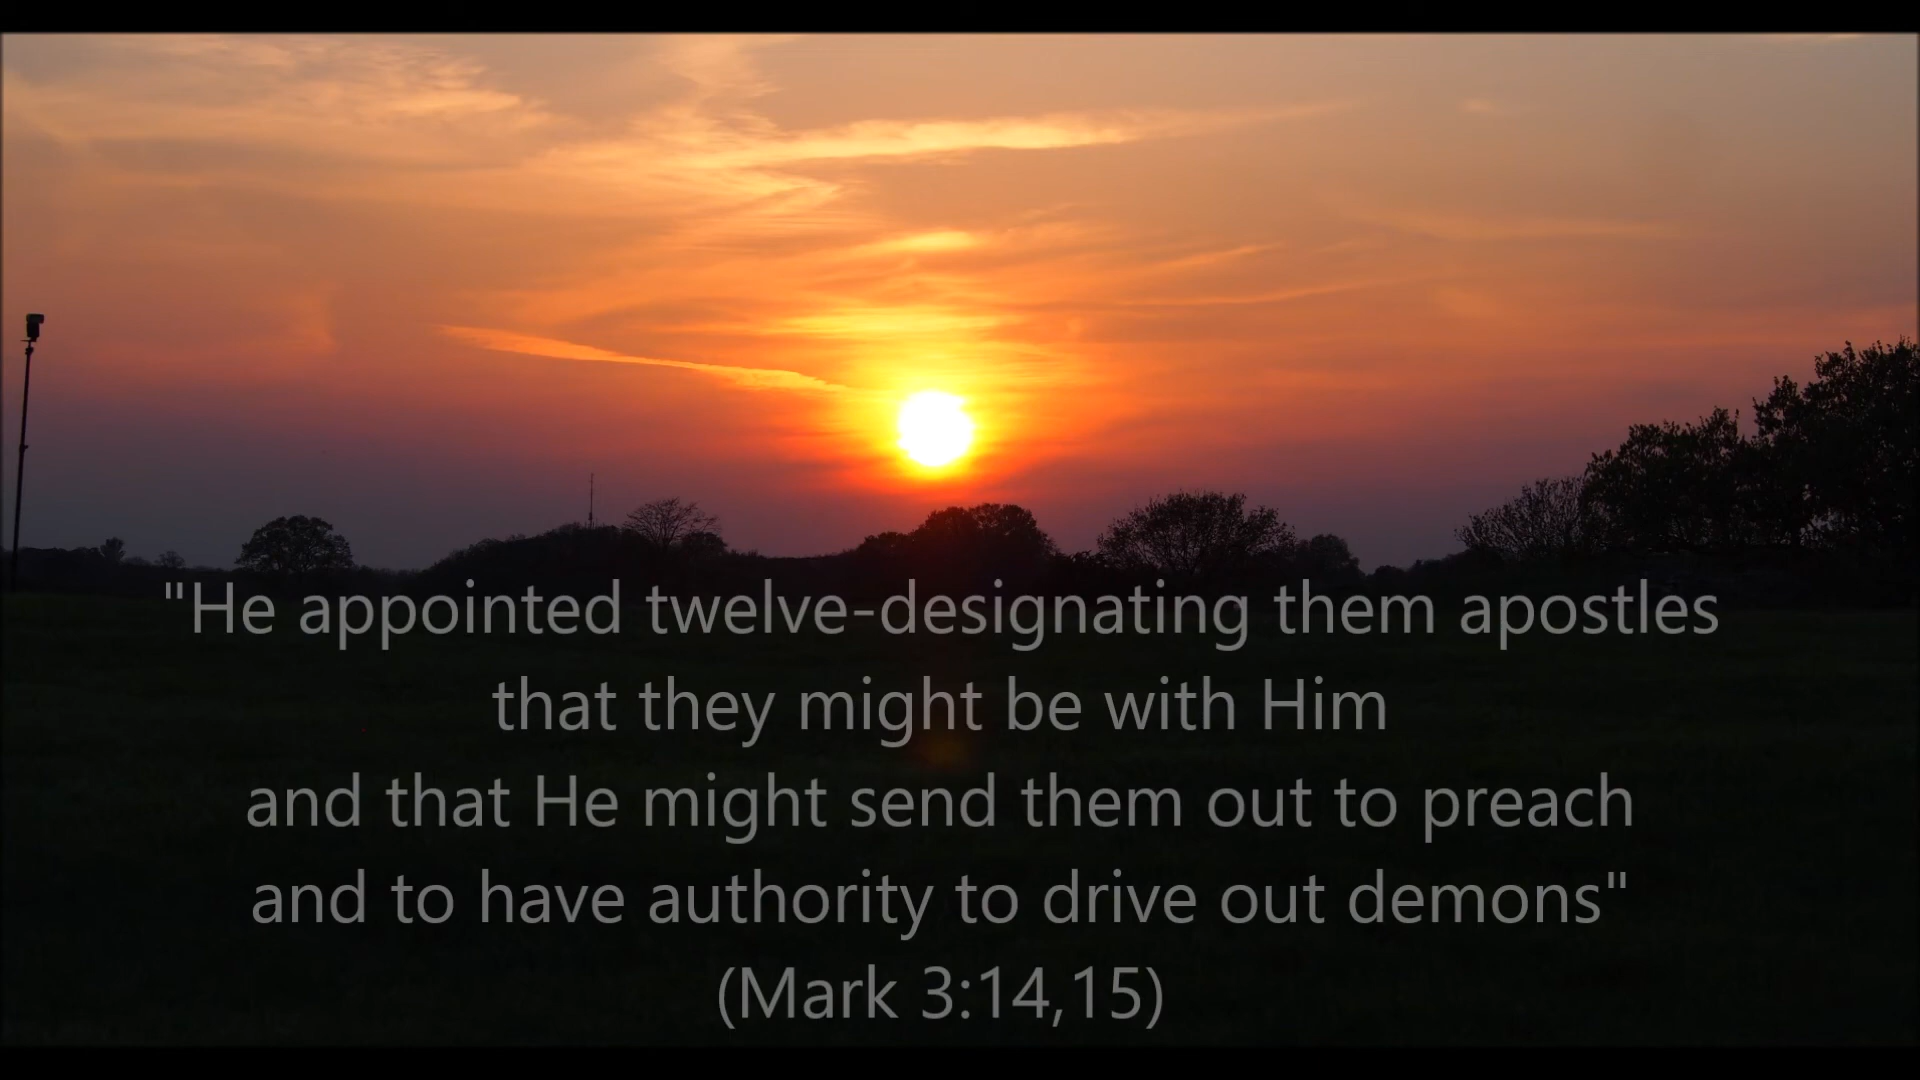 "He appointed twelve-designating them apostles
that they might be with Him
and that He might send them out to preach
and to have authority to drive out demons"
(Mark 3:14,15)